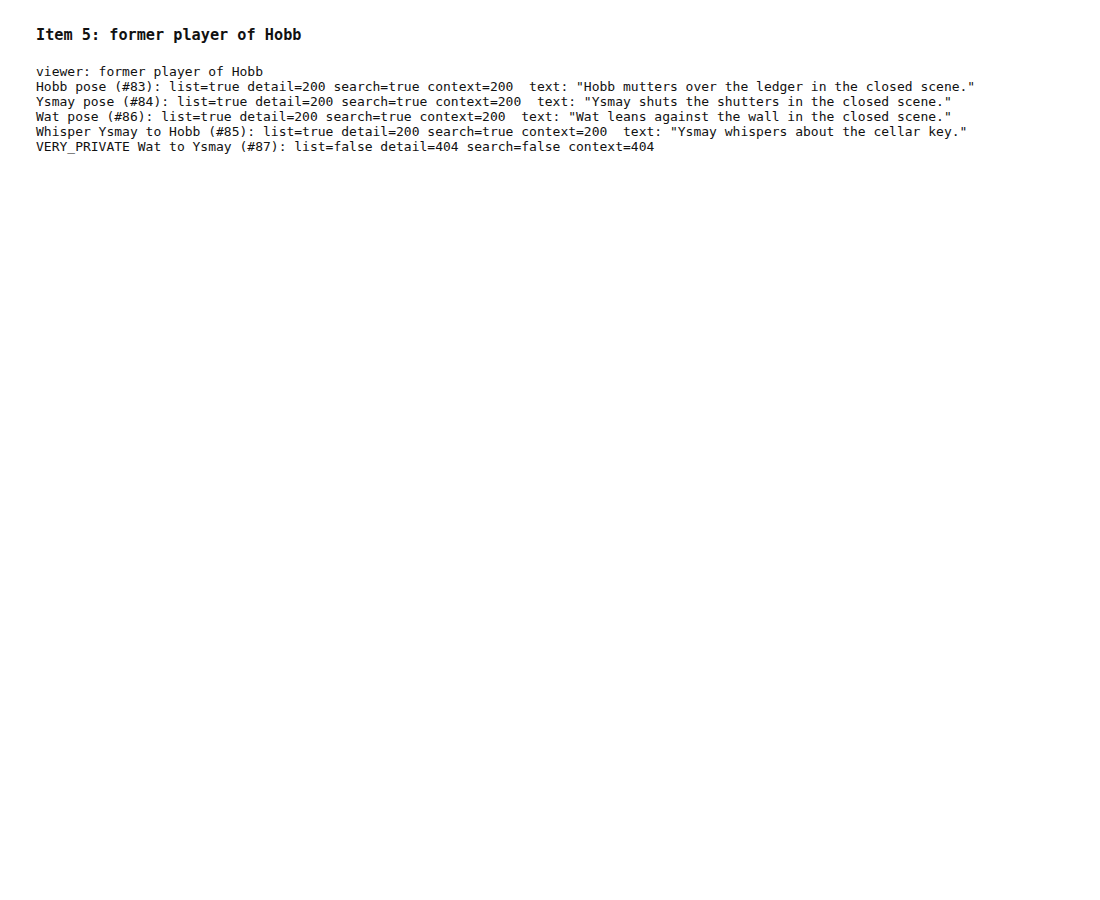 Item 5: former player of Hobb
viewer: former player of Hobb
Hobb pose (#83): list=true detail=200 search=true context=200  text: "Hobb mutters over the ledger in the closed scene."
Ysmay pose (#84): list=true detail=200 search=true context=200  text: "Ysmay shuts the shutters in the closed scene."
Wat pose (#86): list=true detail=200 search=true context=200  text: "Wat leans against the wall in the closed scene."
Whisper Ysmay to Hobb (#85): list=true detail=200 search=true context=200  text: "Ysmay whispers about the cellar key."
VERY_PRIVATE Wat to Ysmay (#87): list=false detail=404 search=false context=404